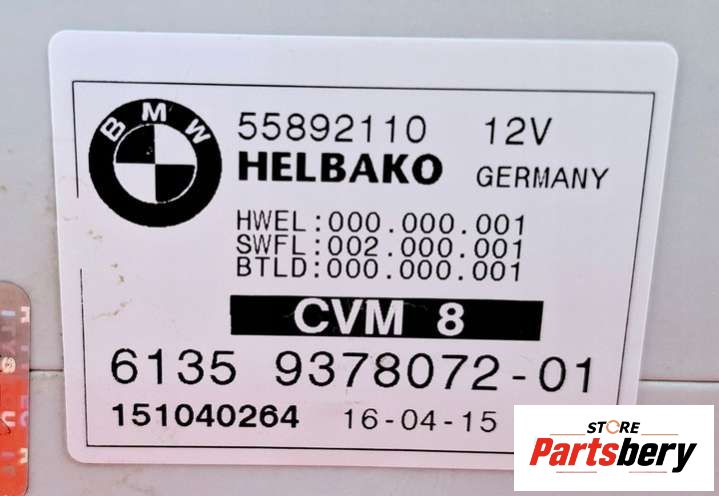 BMW
55892110 12V
HELBAKO GERMANY
HWEL:000.000.001
SWFL:002.000.001
BTLD:000.000.001
CVM 8
6135 9378072-01
151040264 16-04-15
STORE
Partsbery